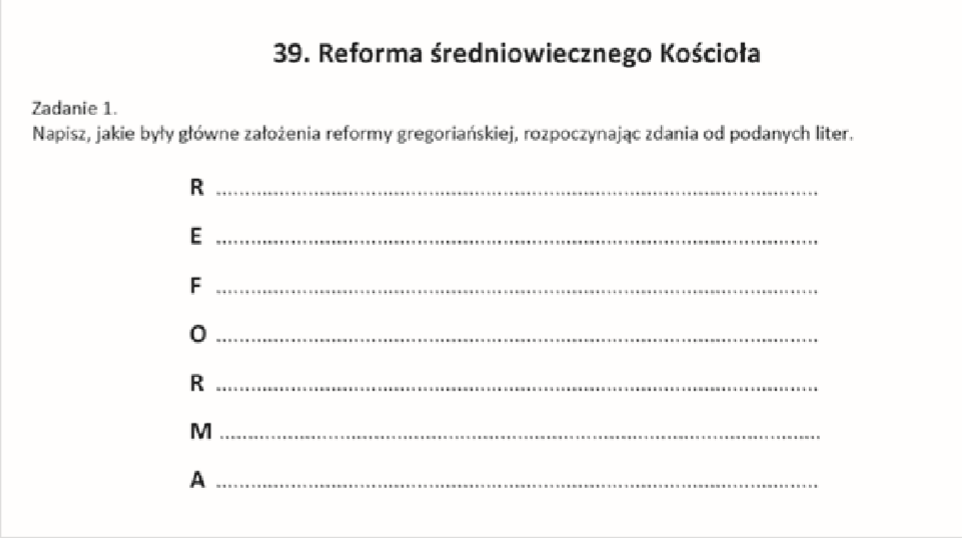 39. Reforma średniowiecznego Kościoła
Zadanie 1.
Napisz, jakie były główne założenia reformy gregoriańskiej, rozpoczynając zdania od podanych liter.
R ........................................................................................................
E ........................................................................................................
F ........................................................................................................
O ........................................................................................................
R ........................................................................................................
M ........................................................................................................
A ........................................................................................................